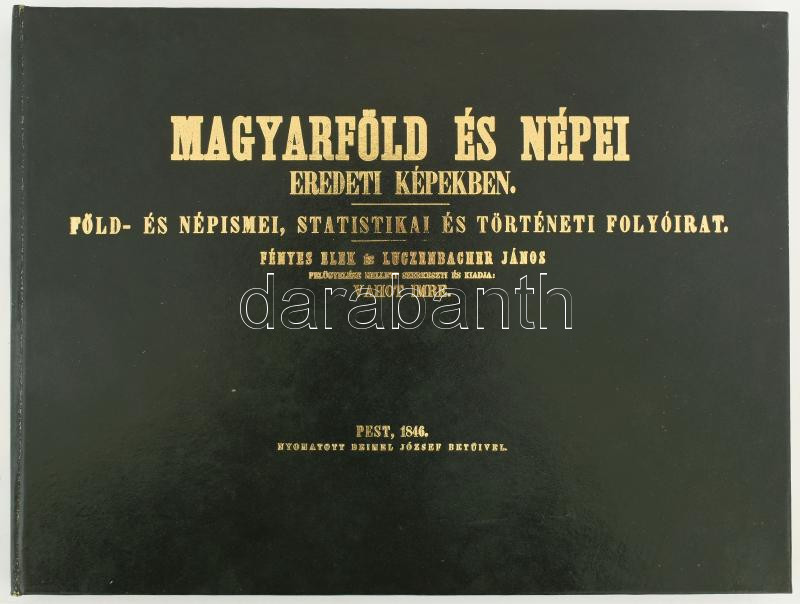 MAGYARFÖLD ÉS NÉPEI
EREDETI KÉPEKBEN.
FÖLD- ÉS NÉPISMEI, STATISTIKAI ÉS TÖRTÉNETI FOLYÓIRAT.
FÉNYES ELEK és LUCZENBACHER JÁNOS
FELÜGYELÉSE MELLETT SZERKESZTI ÉS KIADJA:
VAHOT IMRE.
darabanth
PEST, 1846.
NYOMATOTT BEIMEL JÓZSEF BETŰIVEL.